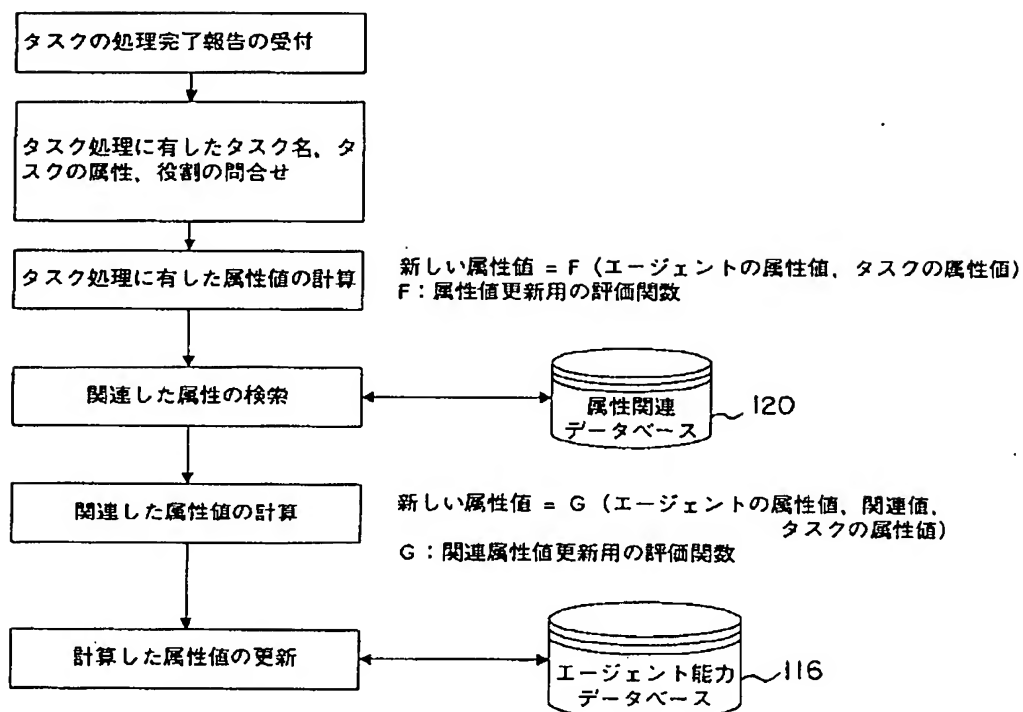 タスクの処理完了報告の受付
タスク処理に有したタスク名、タ
スクの属性、役割の問合せ
タスク処理に有した属性値の計算
新しい属性値 = F (エージェントの属性値、タスクの属性値)
F:属性値更新用の評価関数
関連した属性の検索
属性関連
データベース
120
関連した属性値の計算
新しい属性値 = G (エージェントの属性値、関連値、
タスクの属性値)
G:関連属性値更新用の評価関数
計算した属性値の更新
エージェント能力
データベース
116